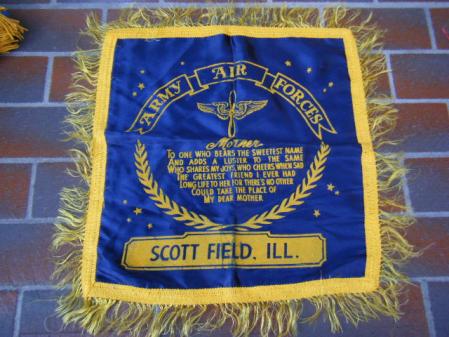 ARMY AIR FORCES
Mother
TO ONE WHO BEARS THE SWEETEST NAME
AND ADDS A LUSTER TO THE SAME
WHO SHARES MY JOYS, WHO CHEERS WHEN SAD
THE GREATEST FRIEND I EVER HAD
LONG LIFE TO HER FOR THERE'S NO OTHER
COULD TAKE THE PLACE OF
MY DEAR MOTHER
SCOTT FIELD, ILL.